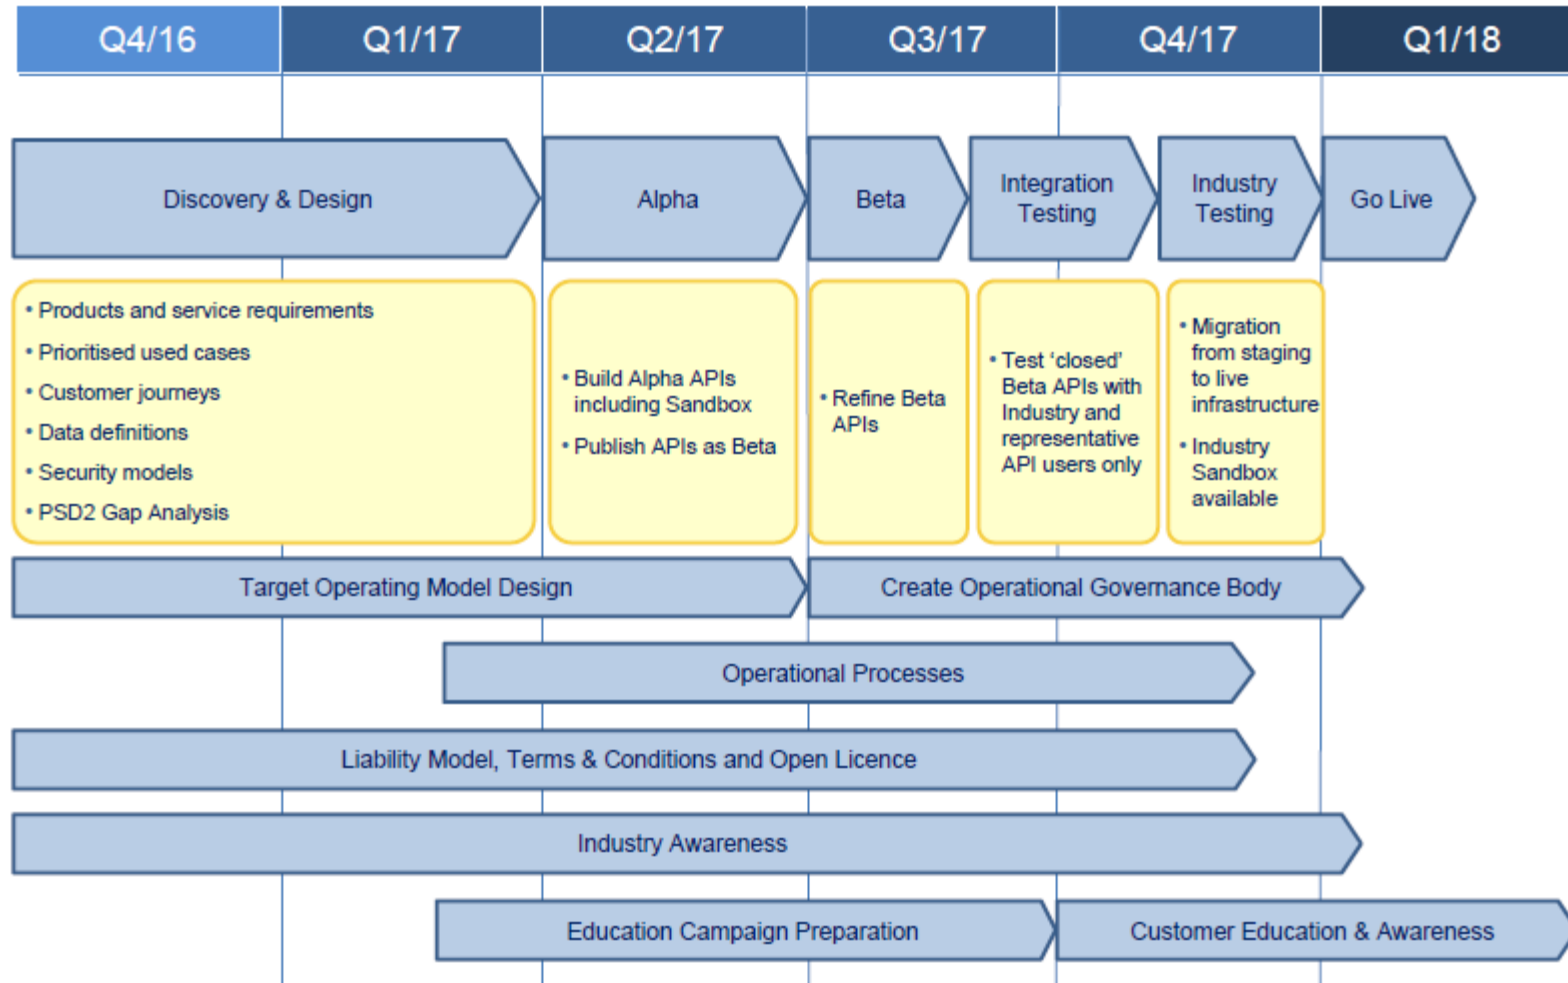 Q4/16
Q1/17
Q2/17
Q3/17
Q4/17
Q1/18
Discovery & Design
Alpha
Beta
Integration
Testing
Industry
Testing
Go Live
• Products and service requirements
• Prioritised used cases
• Customer journeys
• Data definitions
• Security models
• PSD2 Gap Analysis
• Build Alpha APIs
including Sandbox
• Publish APIs as Beta
• Refine Beta
APIs
• Test ‘closed’
Beta APIs with
Industry and
representative
API users only
• Migration
from staging
to live
infrastructure
• Industry
Sandbox
available
Target Operating Model Design
Create Operational Governance Body
Operational Processes
Liability Model, Terms & Conditions and Open Licence
Industry Awareness
Education Campaign Preparation
Customer Education & Awareness